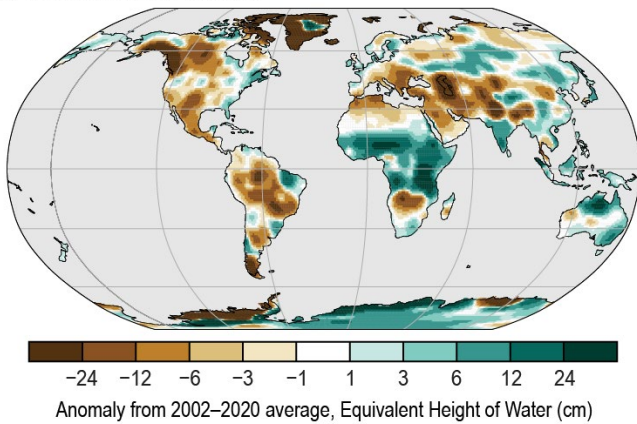 −24 −12 −6 −3 −1 1 3 6 12 24
Anomaly from 2002–2020 average, Equivalent Height of Water (cm)